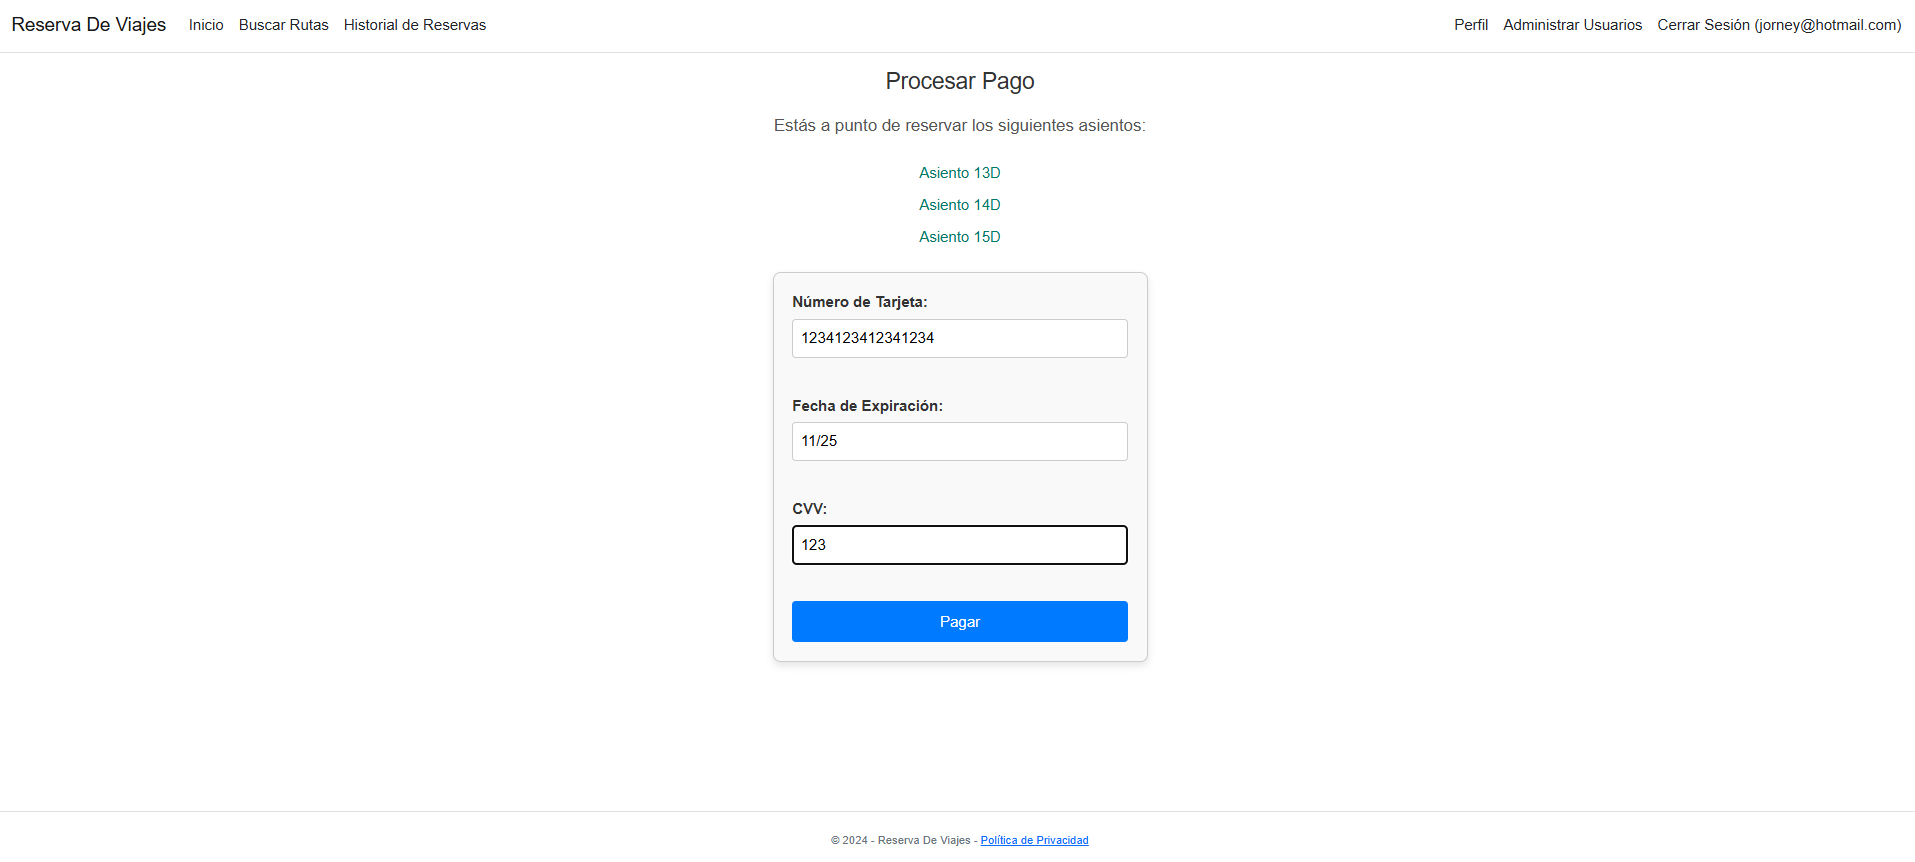 Reserva De Viajes Inicio Buscar Rutas Historial de Reservas Perfil Administrar Usuarios Cerrar Sesión (jorney@hotmail.com)
Procesar Pago
Estás a punto de reservar los siguientes asientos:
Asiento 13D
Asiento 14D
Asiento 15D
Número de Tarjeta:
1234123412341234
Fecha de Expiración:
11/25
CVV:
123
Pagar
© 2024 - Reserva De Viajes - Política de Privacidad